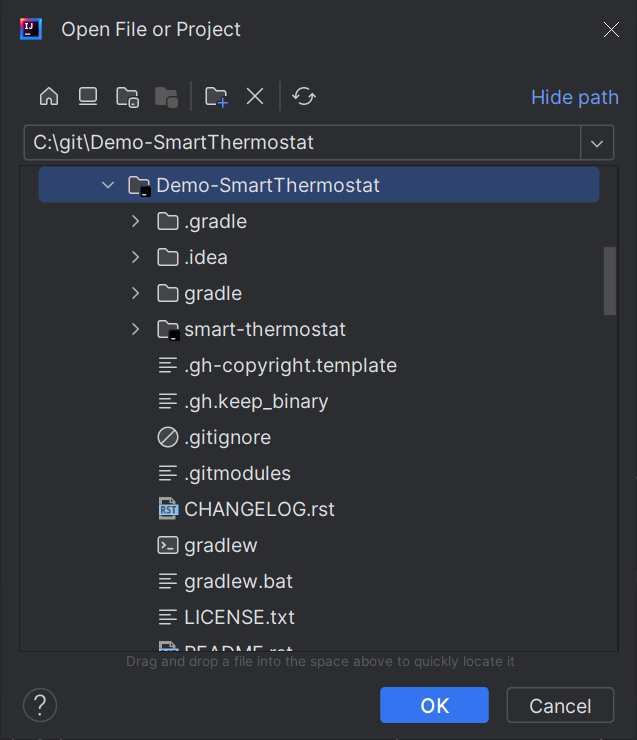 IJ
Open File or Project
Hide path
C:\git\Demo-SmartThermostat
Demo-SmartThermostat
.gradle
.idea
gradle
smart-thermostat
.gh-copyright.template
.gh.keep_binary
.gitignore
.gitmodules
RST CHANGELOG.rst
gradlew
gradlew.bat
LICENSE.txt
README.rst
Drag and drop a file into the space above to quickly locate it
? OK Cancel